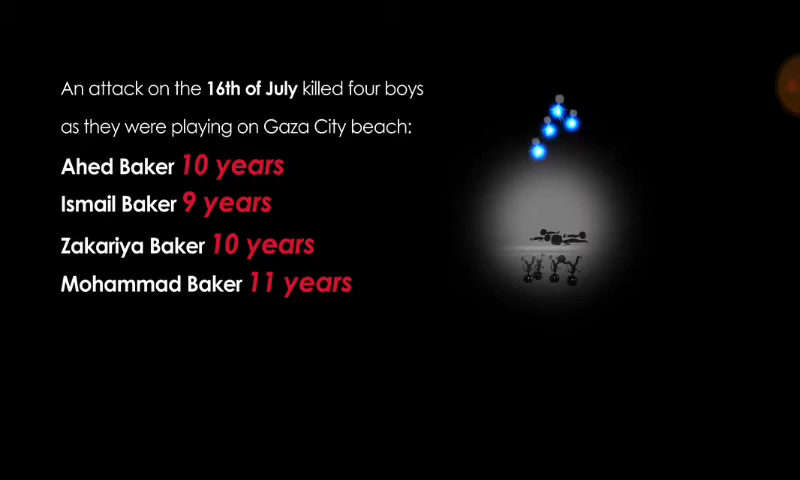 An attack on the 16th of July killed four boys
as they were playing on Gaza City beach:
Ahed Baker 10 years
Ismail Baker 9 years
Zakariya Baker 10 years
Mohammad Baker 11 years